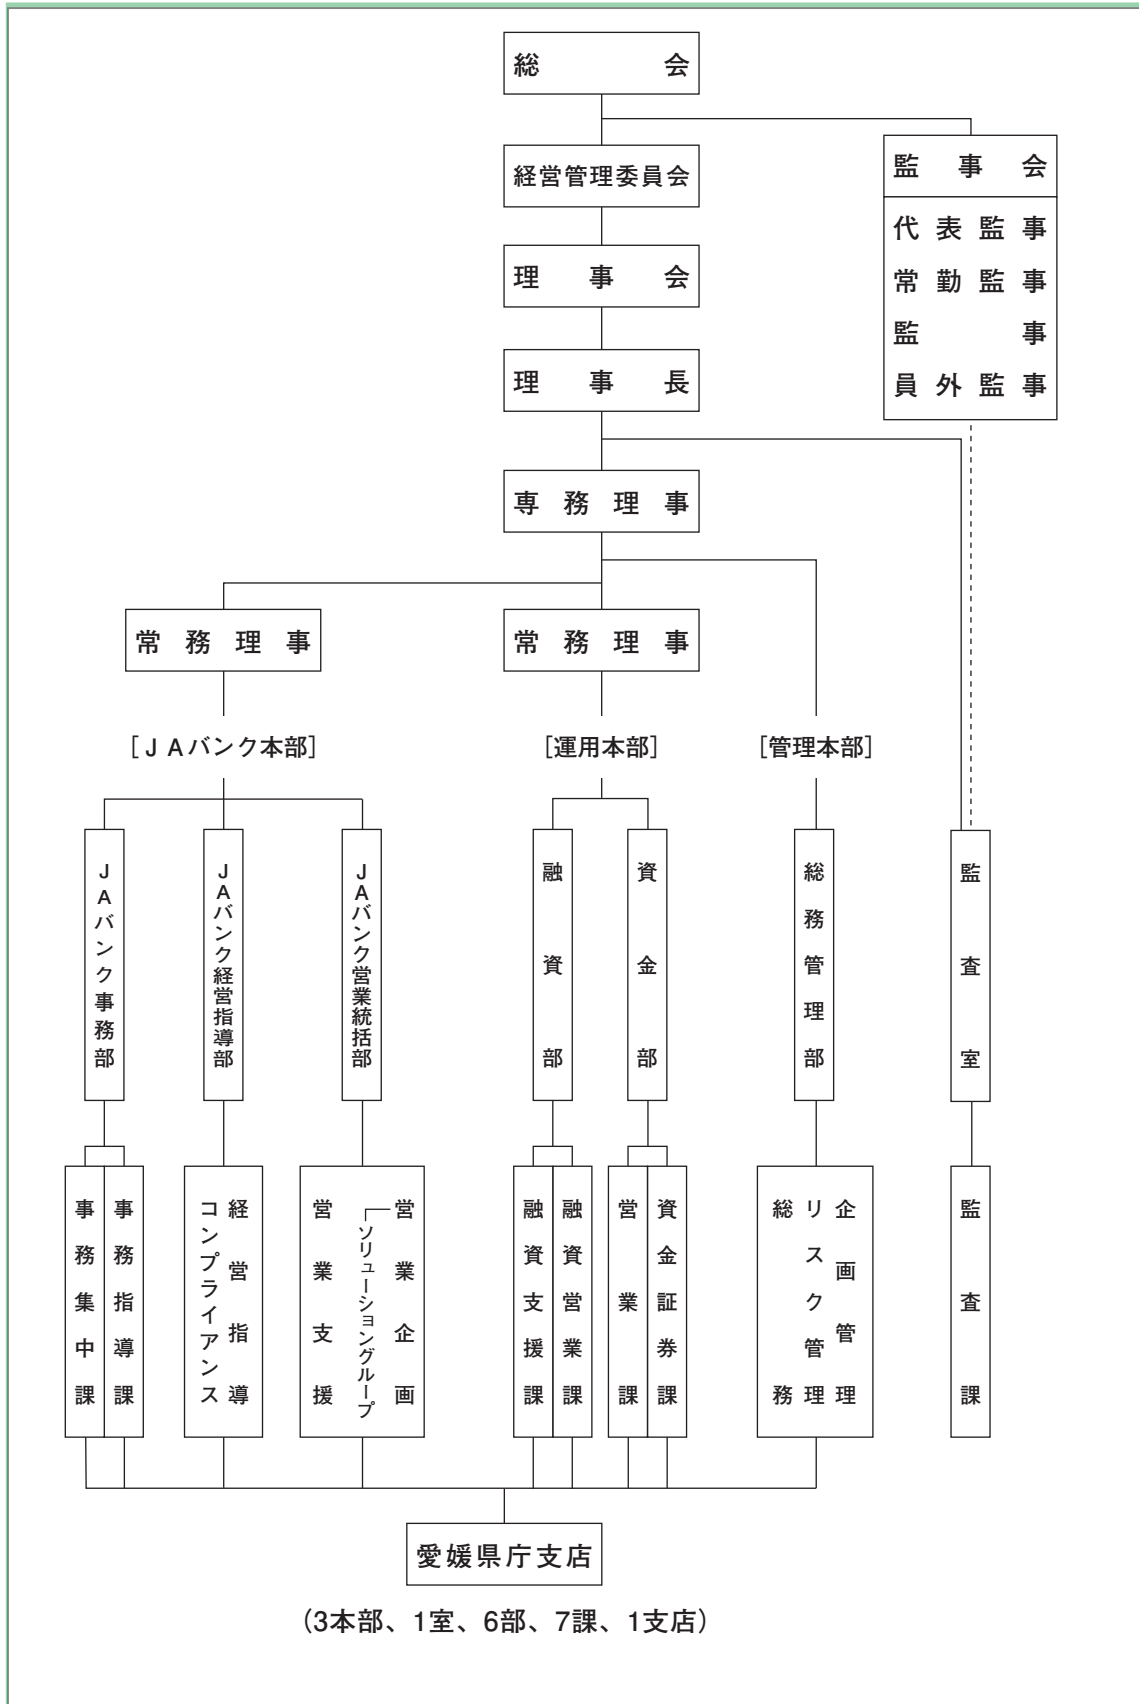 総会
経営管理委員会
監事会
代表監事
常勤監事
監事
員外監事
理事会
理事長
専務理事
常務理事
常務理事
[ＪＡバンク本部]
[運用本部]
[管理本部]
JAバンク事務部
JAバンク経営指導部
JAバンク営業統括部
融資部
資金部
総務管理部
監査室
事務集中課
事務指導課
コンプライアンス
経営指導
営業支援
ソリューショングループ
営業企画
融資支援課
融資営業課
営業課
資金証券課
総務
リスク管理
企画管理
監査課
愛媛県庁支店
（3本部、1室、6部、7課、1支店）